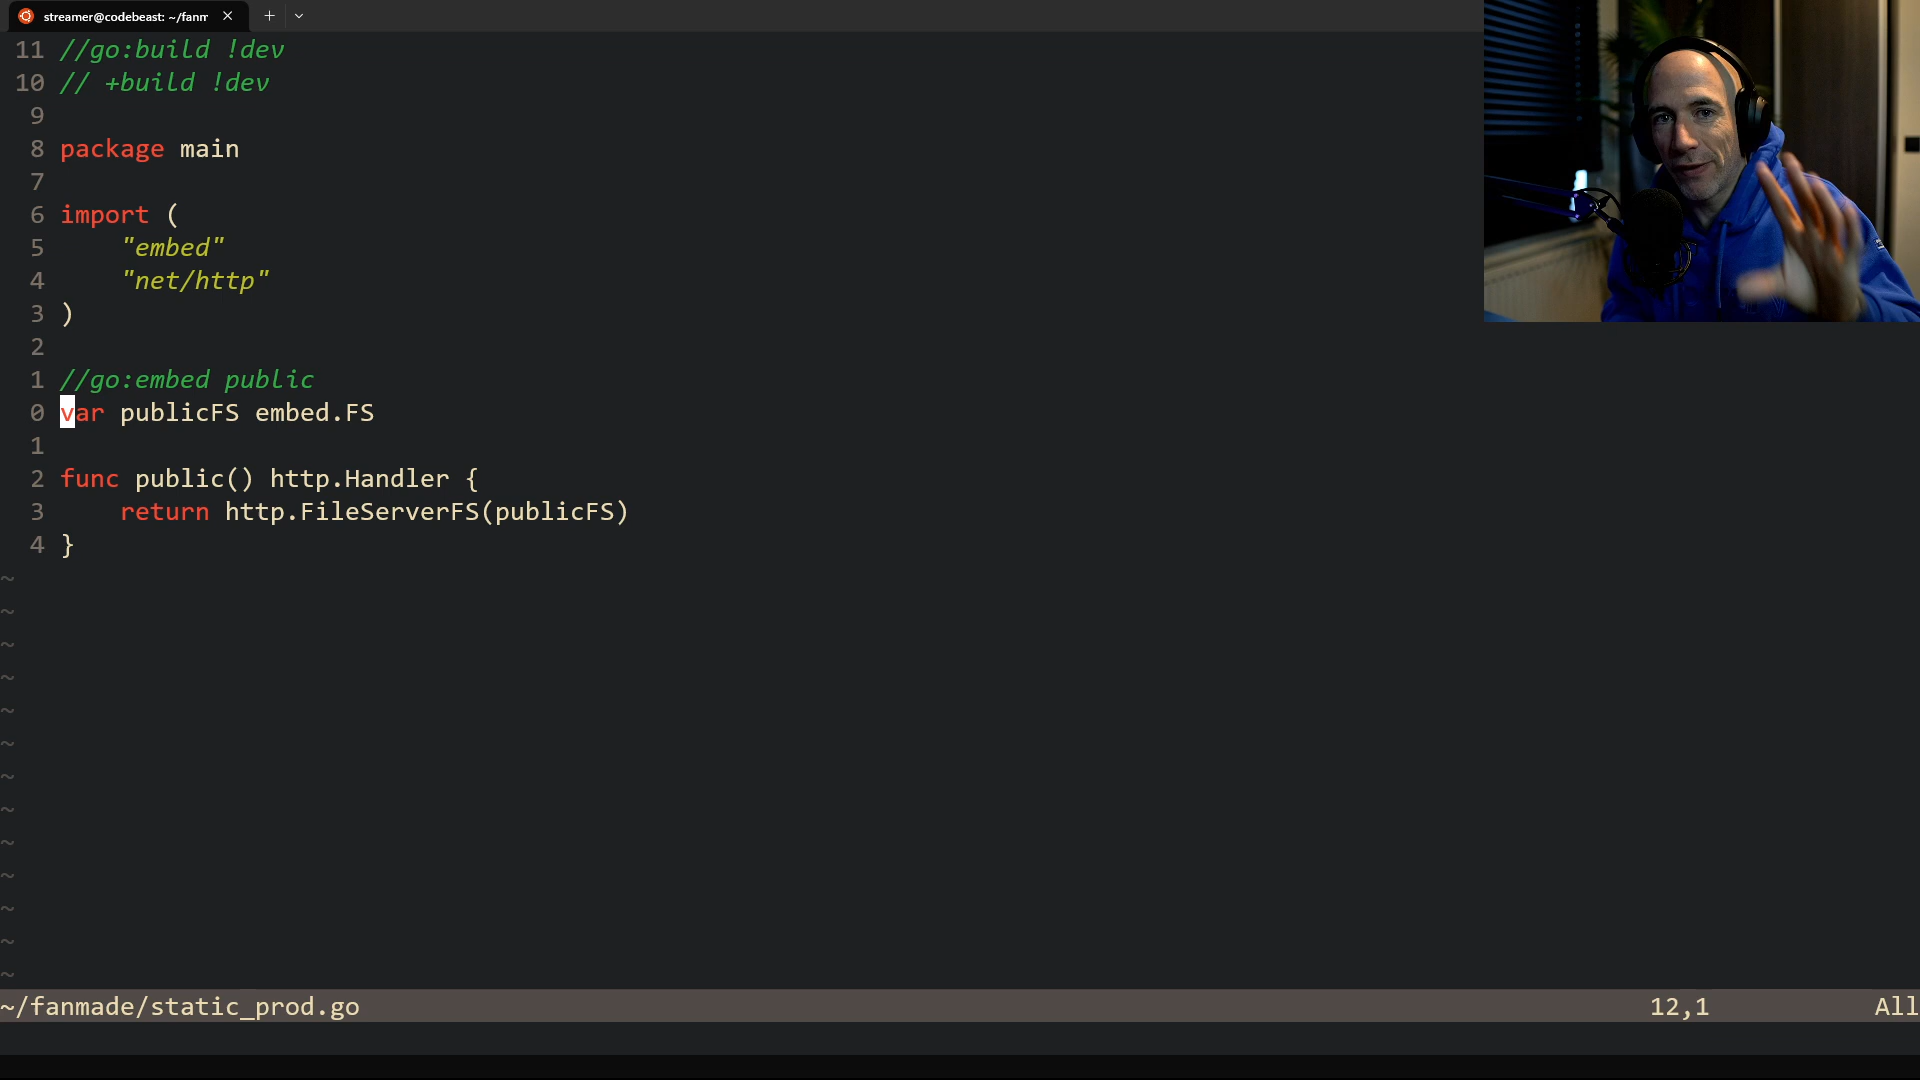 streamer@codebeast: ~/fanm
11 //go:build !dev
10 // +build !dev
9
8 package main
7
6 import (
5     "embed"
4     "net/http"
3 )
2
1 //go:embed public
0 var publicFS embed.FS
1
2 func public() http.Handler {
3     return http.FileServerFS(publicFS)
4 }
~
~
~
~
~
~
~
~
~
~
~
~
~
~/fanmade/static_prod.go 12,1 All